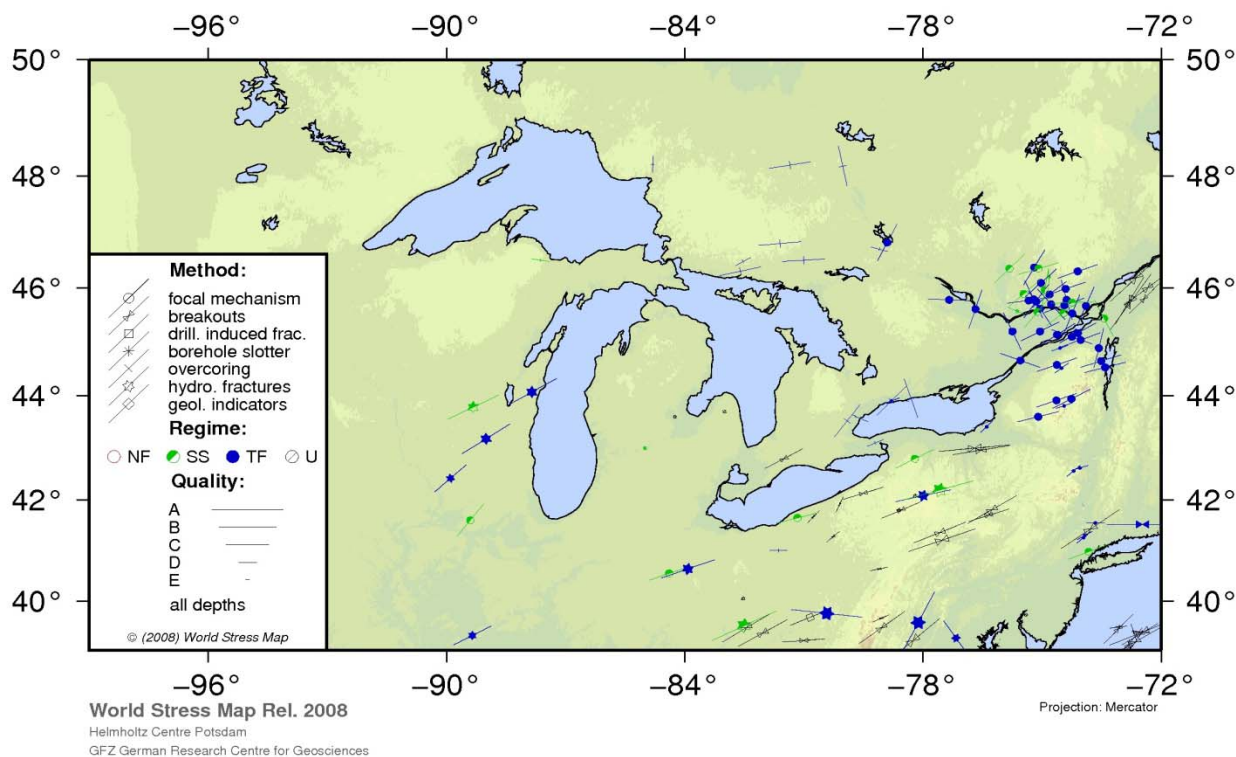 −96° −90° −84° −78° −72°
50° 50°
48° 48°
46° 46°
44° 44°
42° 42°
40° 40°
Method:
focal mechanism
breakouts
drill. induced frac.
borehole slotter
overcoring
hydro. fractures
geol. indicators
Regime:
NF SS TF U
Quality:
A
B
C
D
E
all depths
© (2008) World Stress Map
−96° −90° −84° −78° −72°
World Stress Map Rel. 2008
Projection: Mercator
Helmholtz Centre Potsdam
GFZ German Research Centre for Geosciences